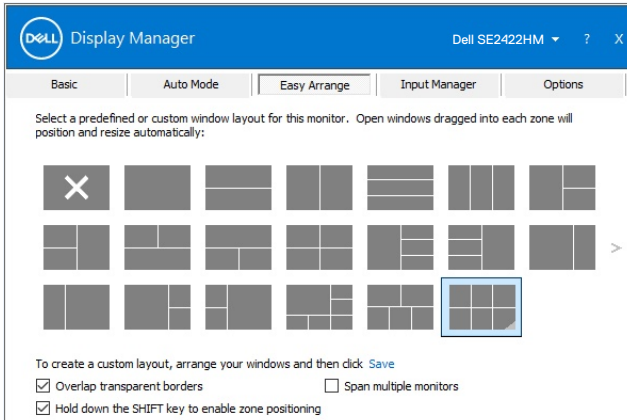 DELL Display Manager Dell SE2422HM ? X
Basic Auto Mode Easy Arrange Input Manager Options
Select a predefined or custom window layout for this monitor. Open windows dragged into each zone will
position and resize automatically:
>
To create a custom layout, arrange your windows and then click Save
Overlap transparent borders Span multiple monitors
Hold down the SHIFT key to enable zone positioning